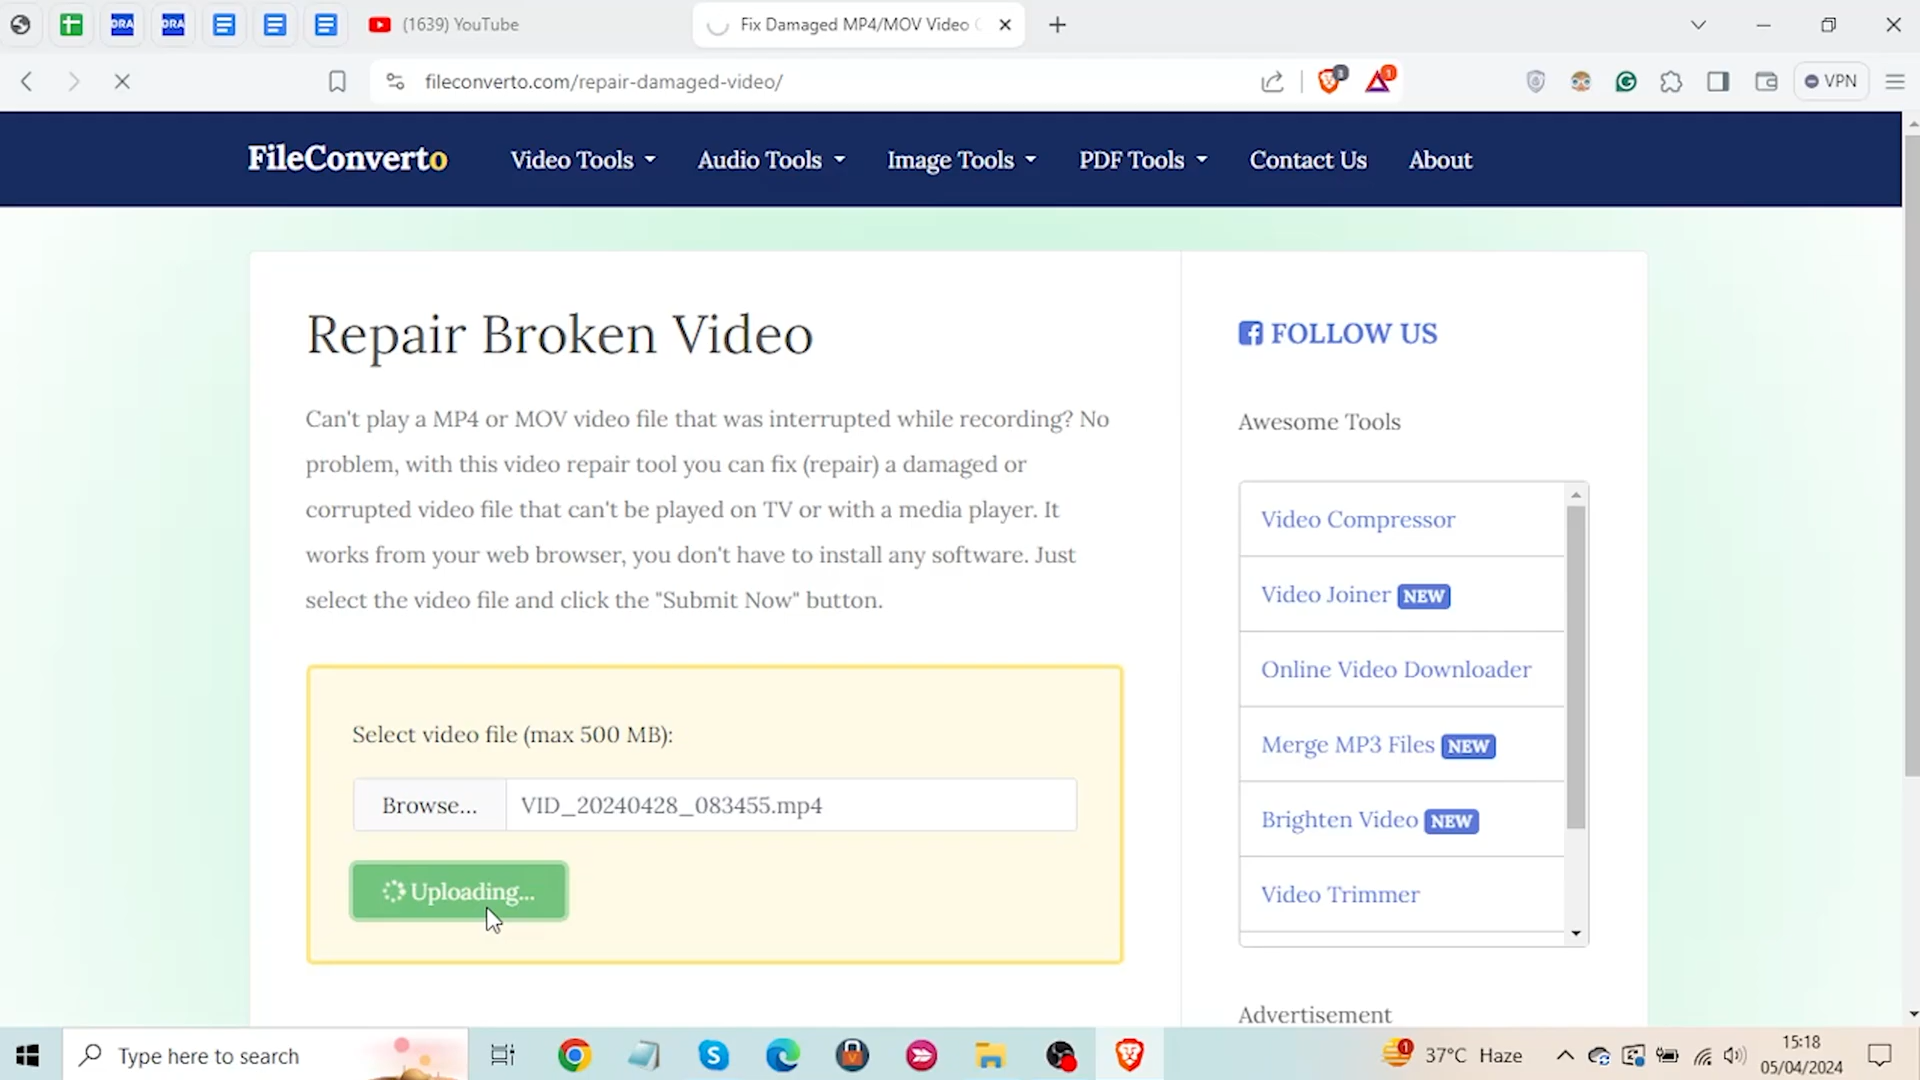 DRA
DRA
(1639) YouTube
Fix Damaged MP4/MOV Video
fileconverto.com/repair-damaged-video/
3
1
VPN
FileConverto
Video Tools
Audio Tools
Image Tools
PDF Tools
Contact Us
About
Repair Broken Video
Can't play a MP4 or MOV video file that was interrupted while recording? No
problem, with this video repair tool you can fix (repair) a damaged or
corrupted video file that can't be played on TV or with a media player. It
works from your web browser, you don't have to install any software. Just
select the video file and click the "Submit Now" button.
Select video file (max 500 MB):
Browse...
VID_20240428_083455.mp4
Uploading...
FOLLOW US
Awesome Tools
Video Compressor
Video Joiner NEW
Online Video Downloader
Merge MP3 Files NEW
Brighten Video NEW
Video Trimmer
Advertisement
Type here to search
1
37°C Haze
15:18
05/04/2024